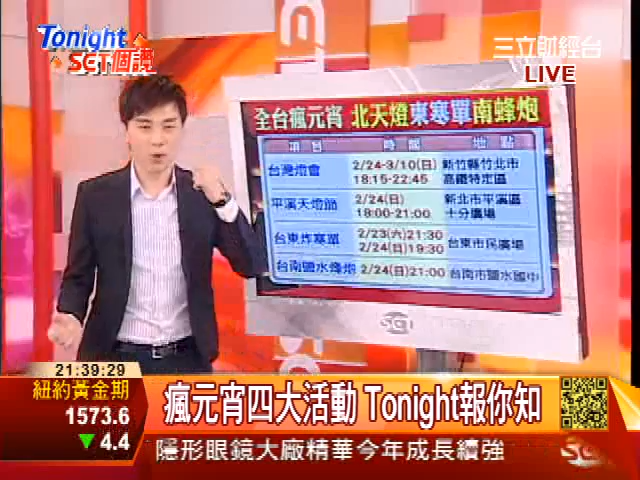 Tonight
SCT個評
三立財經台
LIVE
全台瘋元宵 北天燈東寒單南蜂炮
項目 時間 地點
台灣燈會 2/24-3/10(日) 新竹縣竹北市
18:15-22:45 高鐵特定區
平溪天燈節 2/24(日) 新北市平溪區
18:00-21:00 十分廣場
台東炸寒單 2/23(六)21:30
2/24(日)19:30 台東市民廣場
台南鹽水烽炮 2/24(日)21:00 台南市鹽水國中
21:39:29
紐約黃金期
1573.6
▼4.4
瘋元宵四大活動 Tonight報你知
隱形眼鏡大廠精華今年成長續強